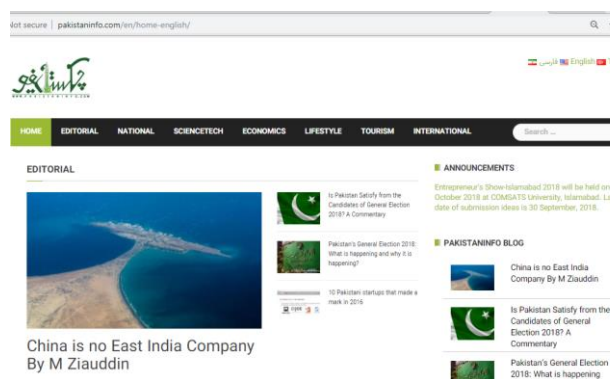 Not secure | pakistaninfo.com/en/home-english/
پاکستانفو
فارسی English
HOME EDITORIAL NATIONAL SCIENCETECH ECONOMICS LIFESTYLE TOURISM INTERNATIONAL Search ...
EDITORIAL
Is Pakistan Satisfy from the
Candidates of General Election
2018? A Commentary
Pakistan's General Election 2018:
What is happening and why it is
happening?
10 Pakistani startups that made a
mark in 2016
China is no East India Company
By M Ziauddin
ANNOUNCEMENTS
Entrepreneur's Show-Islamabad 2018 will be held on
October 2018 at COMSATS University, Islamabad. La
date of submission ideas is 30 September, 2018.
PAKISTANINFO BLOG
China is no East India
Company By M Ziauddin
Is Pakistan Satisfy from the
Candidates of General
Election 2018? A
Commentary
Pakistan's General Election
2018: What is happening